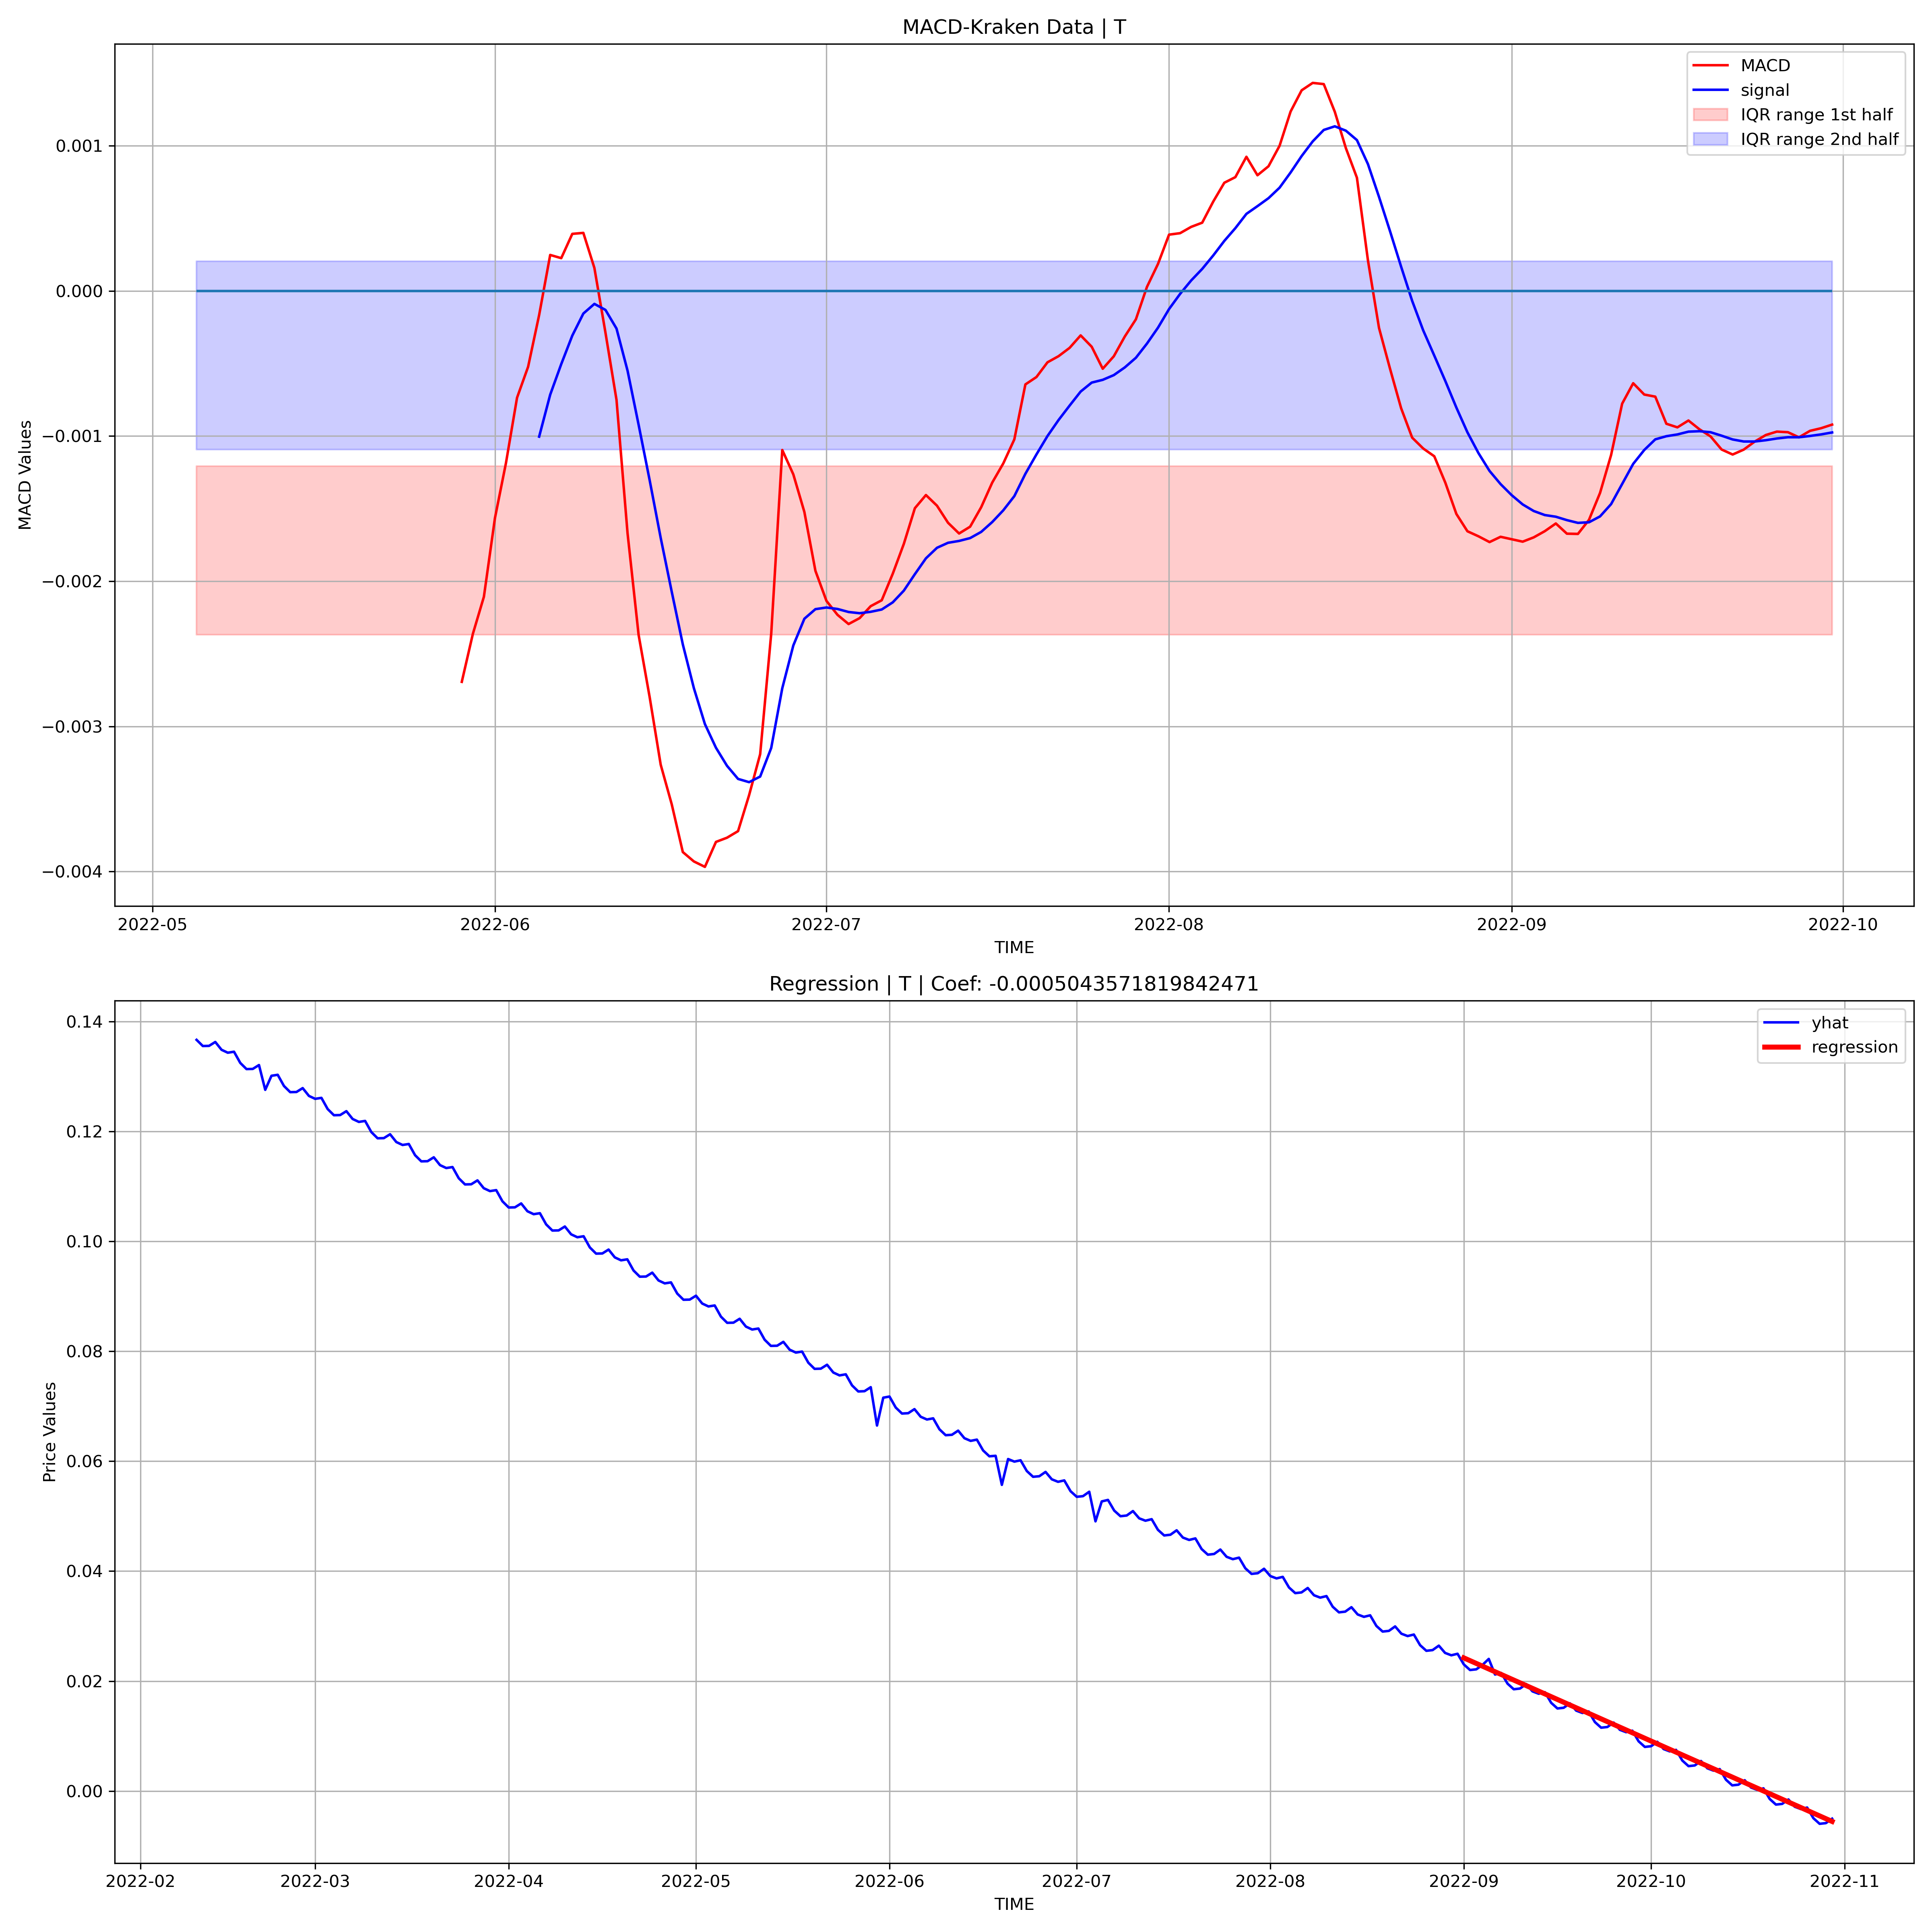 MACD-Kraken Data | T
MACD
signal
IQR range 1st half
IQR range 2nd half
0.001
0.000
−0.001
−0.002
−0.003
−0.004
MACD Values
2022-05 2022-06 2022-07 2022-08 2022-09 2022-10
TIME
Regression | T | Coef: -0.0005043571819842471
yhat
regression
0.14
0.12
0.10
0.08
0.06
0.04
0.02
0.00
Price Values
2022-02 2022-03 2022-04 2022-05 2022-06 2022-07 2022-08 2022-09 2022-10 2022-11
TIME